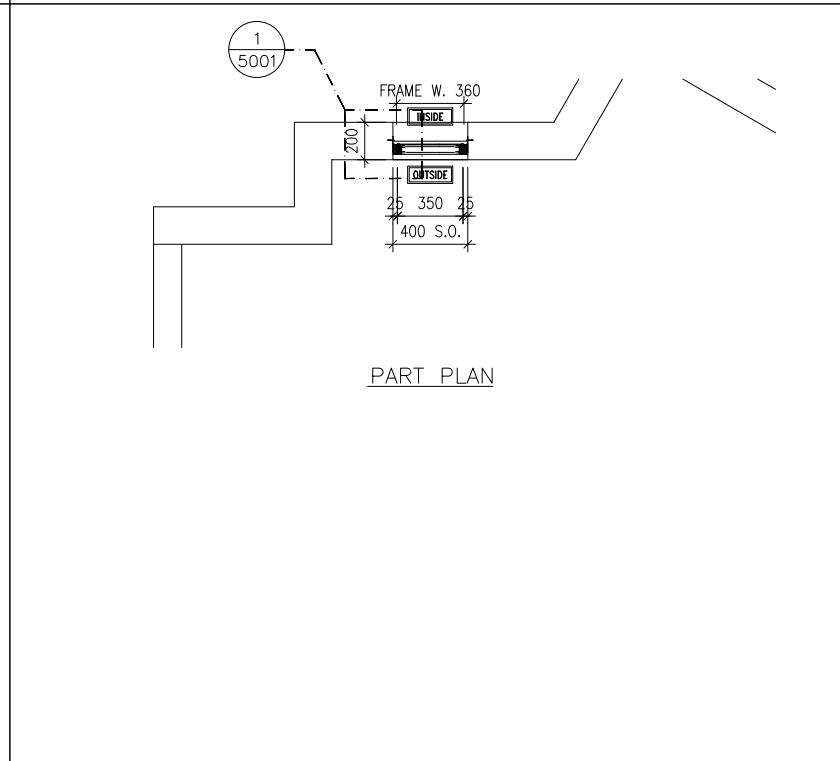 1
5001
FRAME W. 360
INSIDE
200
OUTSIDE
25 350 25
400 S.O.
PART PLAN